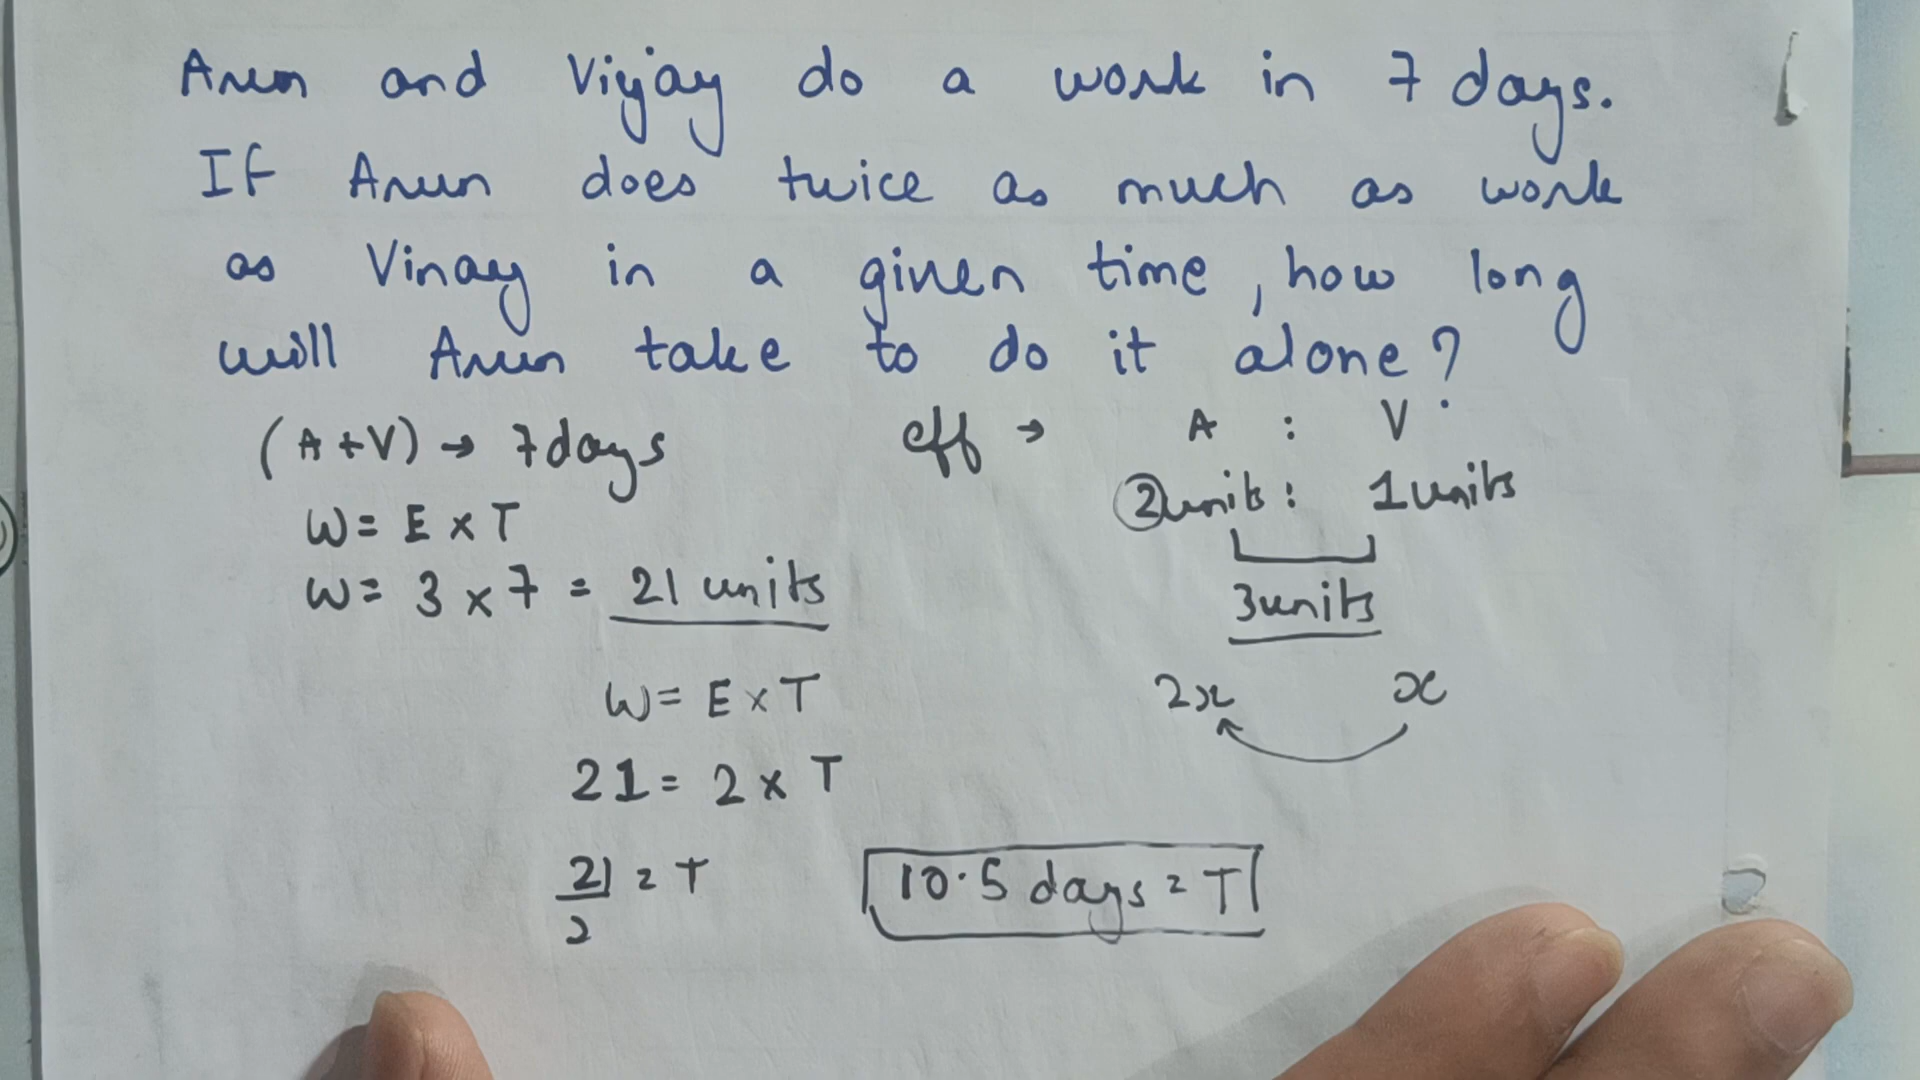 Arun and Vijay do a work in 7 days.
If Arun does twice as much as work
as Vinay in a given time, how long
will Arun take to do it alone?
(A+V) → 7days
eff → A : V
W = E × T
2units : 1units
W = 3 × 7 = 21 units
3units
W = E × T
2x x
21 = 2 × T
21/2 = T
10.5 days = T